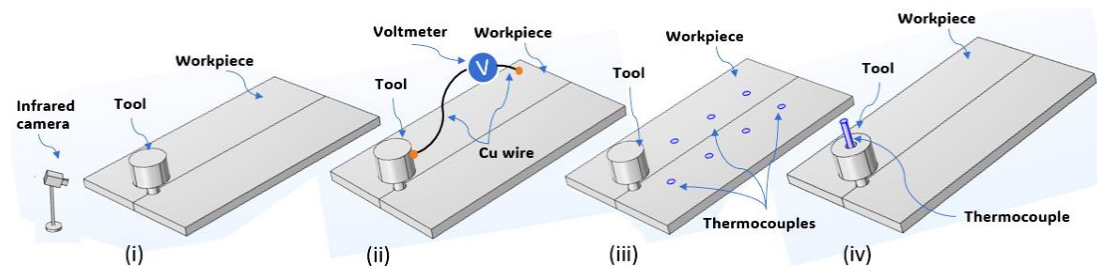 Infrared
camera
Tool
Workpiece
(i)
Voltmeter
V
Workpiece
Tool
Cu wire
(ii)
Workpiece
Tool
Thermocouples
(iii)
Workpiece
Tool
Thermocouple
(iv)